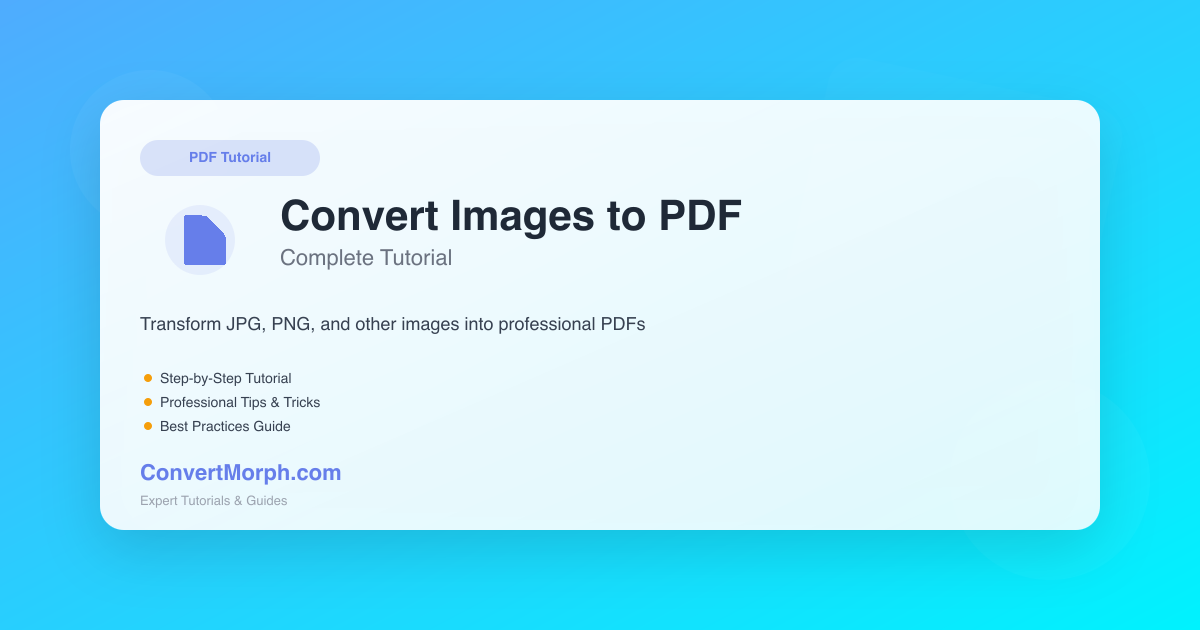 PDF Tutorial
Convert Images to PDF
Complete Tutorial
Transform JPG, PNG, and other images into professional PDFs
Step-by-Step Tutorial
Professional Tips & Tricks
Best Practices Guide
ConvertMorph.com
Expert Tutorials & Guides